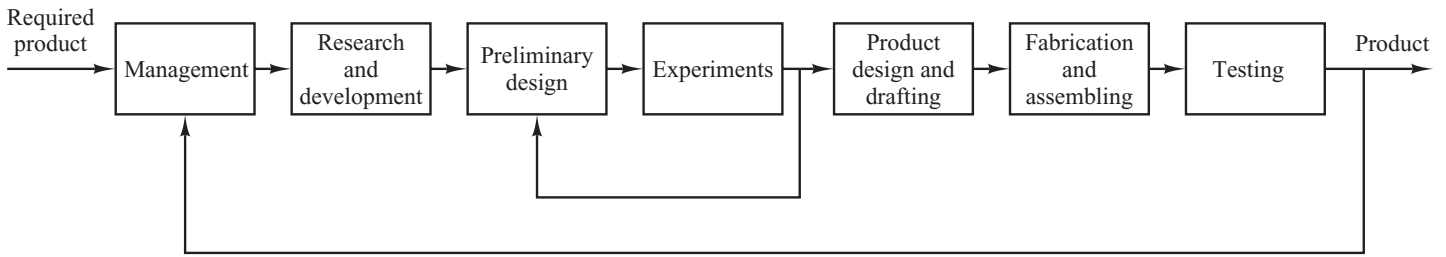 Required
product
Management
Research
and
development
Preliminary
design
Experiments
Product
design and
drafting
Fabrication
and
assembling
Testing
Product